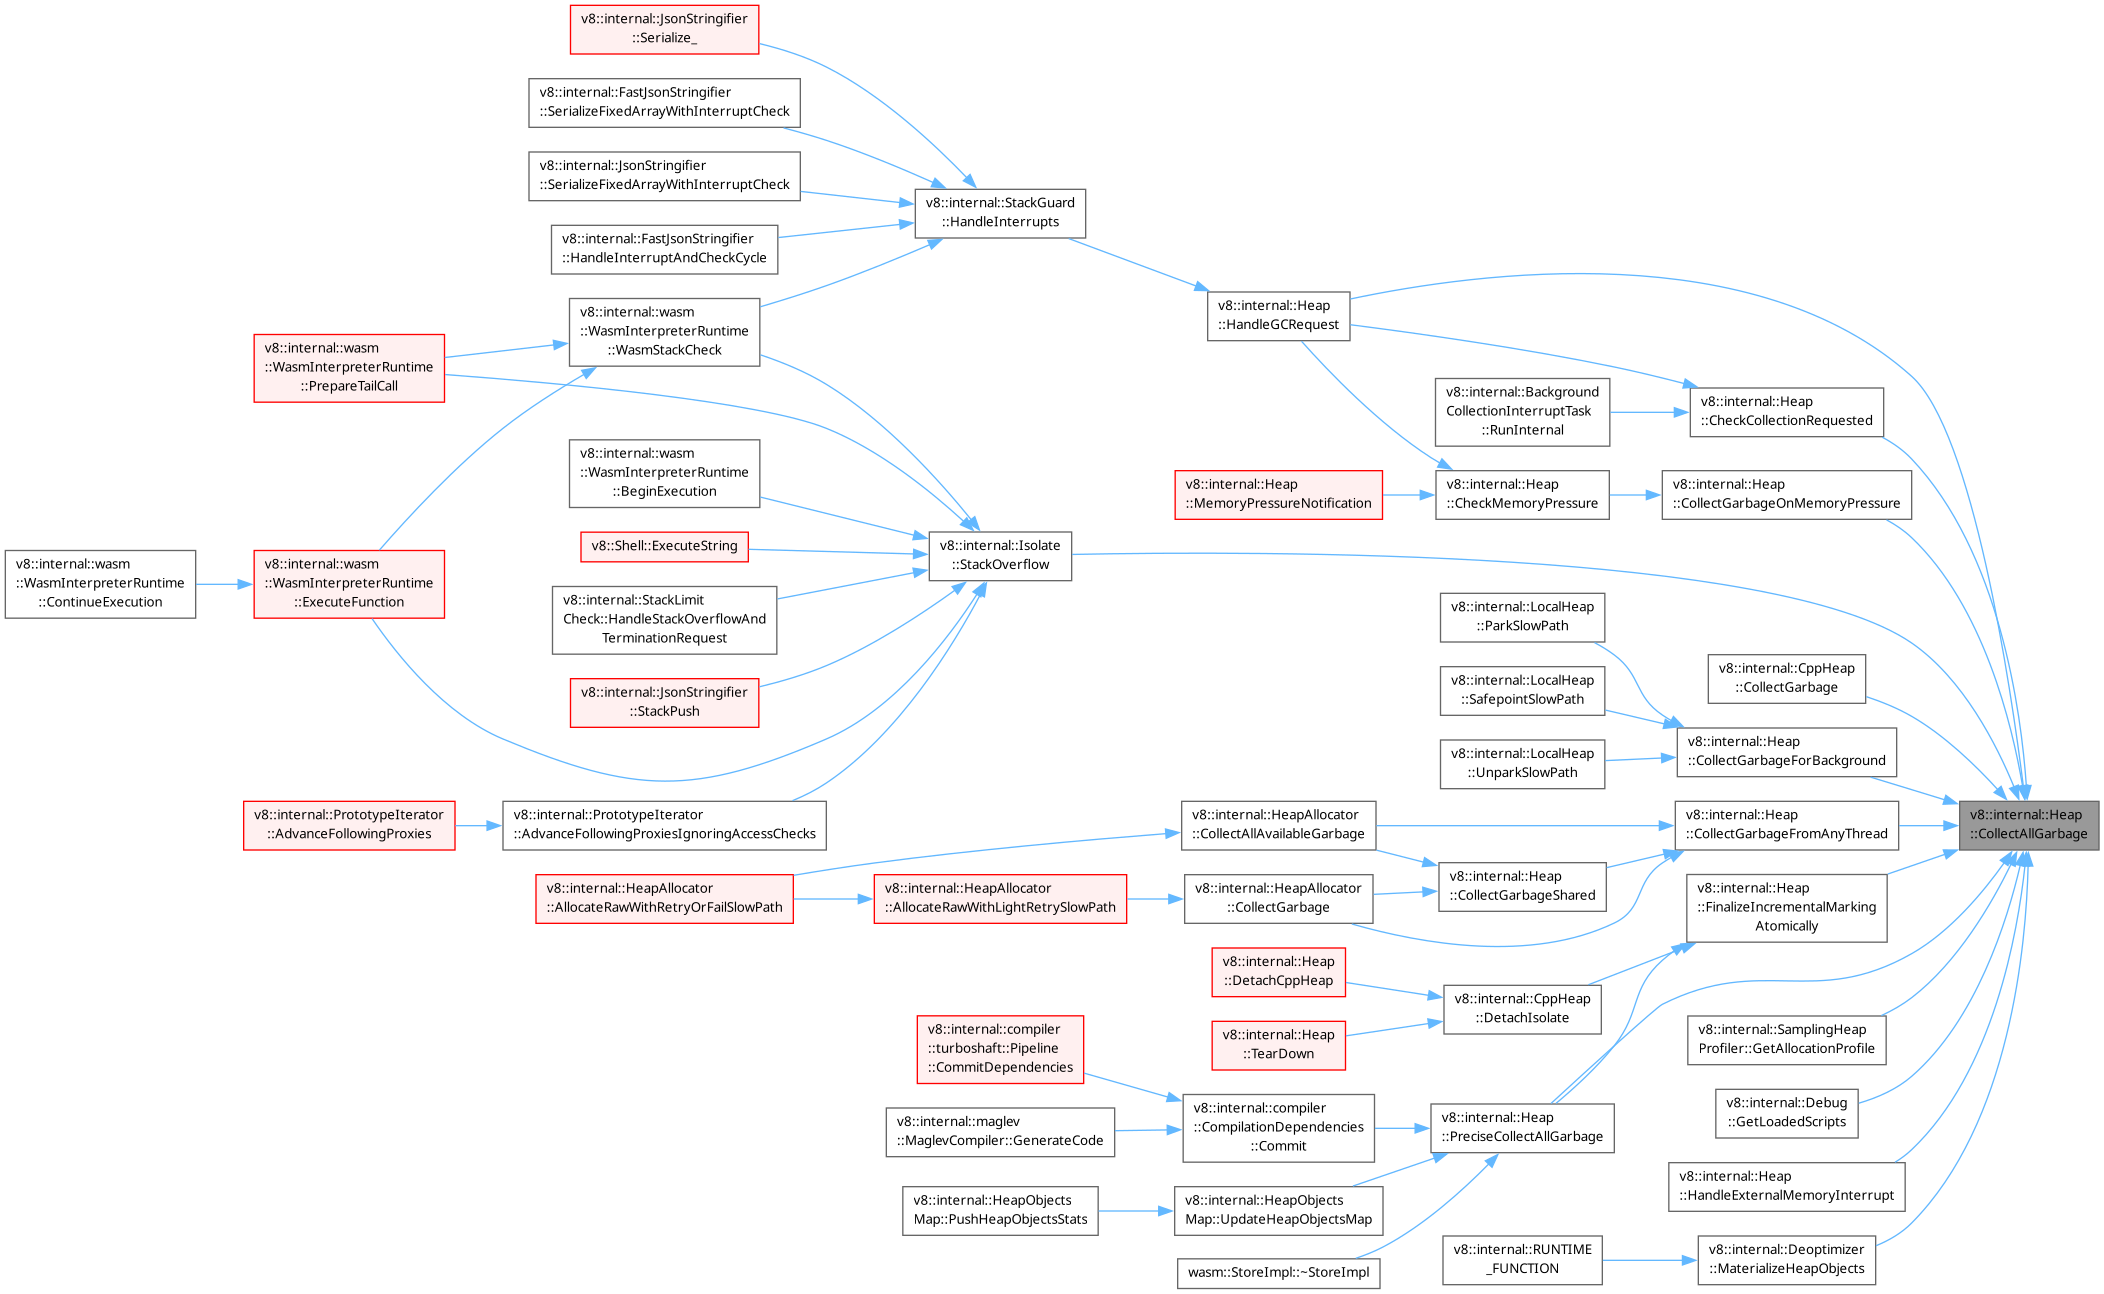 v8::internal::JsonStringifier
::Serialize_
v8::internal::FastJsonStringifier
::SerializeFixedArrayWithInterruptCheck
v8::internal::JsonStringifier
::SerializeFixedArrayWithInterruptCheck
v8::internal::FastJsonStringifier
::HandleInterruptAndCheckCycle
v8::internal::StackGuard
::HandleInterrupts
v8::internal::wasm
::WasmInterpreterRuntime
::WasmStackCheck
v8::internal::wasm
::WasmInterpreterRuntime
::PrepareTailCall
v8::internal::Heap
::HandleGCRequest
v8::internal::Background
CollectionInterruptTask
::RunInternal
v8::internal::Heap
::CheckCollectionRequested
v8::internal::wasm
::WasmInterpreterRuntime
::BeginExecution
v8::internal::Heap
::MemoryPressureNotification
v8::internal::Heap
::CheckMemoryPressure
v8::internal::Heap
::CollectGarbageOnMemoryPressure
v8::Shell::ExecuteString
v8::internal::Isolate
::StackOverflow
v8::internal::wasm
::WasmInterpreterRuntime
::ContinueExecution
v8::internal::wasm
::WasmInterpreterRuntime
::ExecuteFunction
v8::internal::StackLimit
Check::HandleStackOverflowAnd
TerminationRequest
v8::internal::LocalHeap
::ParkSlowPath
v8::internal::CppHeap
::CollectGarbage
v8::internal::JsonStringifier
::StackPush
v8::internal::LocalHeap
::SafepointSlowPath
v8::internal::LocalHeap
::UnparkSlowPath
v8::internal::Heap
::CollectGarbageForBackground
v8::internal::PrototypeIterator
::AdvanceFollowingProxies
v8::internal::PrototypeIterator
::AdvanceFollowingProxiesIgnoringAccessChecks
v8::internal::HeapAllocator
::CollectAllAvailableGarbage
v8::internal::Heap
::CollectGarbageFromAnyThread
v8::internal::Heap
::CollectAllGarbage
v8::internal::HeapAllocator
::AllocateRawWithRetryOrFailSlowPath
v8::internal::HeapAllocator
::AllocateRawWithLightRetrySlowPath
v8::internal::HeapAllocator
::CollectGarbage
v8::internal::Heap
::CollectGarbageShared
v8::internal::Heap
::FinalizeIncrementalMarking
Atomically
v8::internal::Heap
::DetachCppHeap
v8::internal::CppHeap
::DetachIsolate
v8::internal::Heap
::TearDown
v8::internal::SamplingHeap
Profiler::GetAllocationProfile
v8::internal::compiler
::turboshaft::Pipeline
::CommitDependencies
v8::internal::Debug
::GetLoadedScripts
v8::internal::maglev
::MaglevCompiler::GenerateCode
v8::internal::compiler
::CompilationDependencies
::Commit
v8::internal::Heap
::PreciseCollectAllGarbage
v8::internal::Heap
::HandleExternalMemoryInterrupt
v8::internal::HeapObjects
Map::PushHeapObjectsStats
v8::internal::HeapObjects
Map::UpdateHeapObjectsMap
v8::internal::RUNTIME
_FUNCTION
v8::internal::Deoptimizer
::MaterializeHeapObjects
wasm::StoreImpl::~StoreImpl